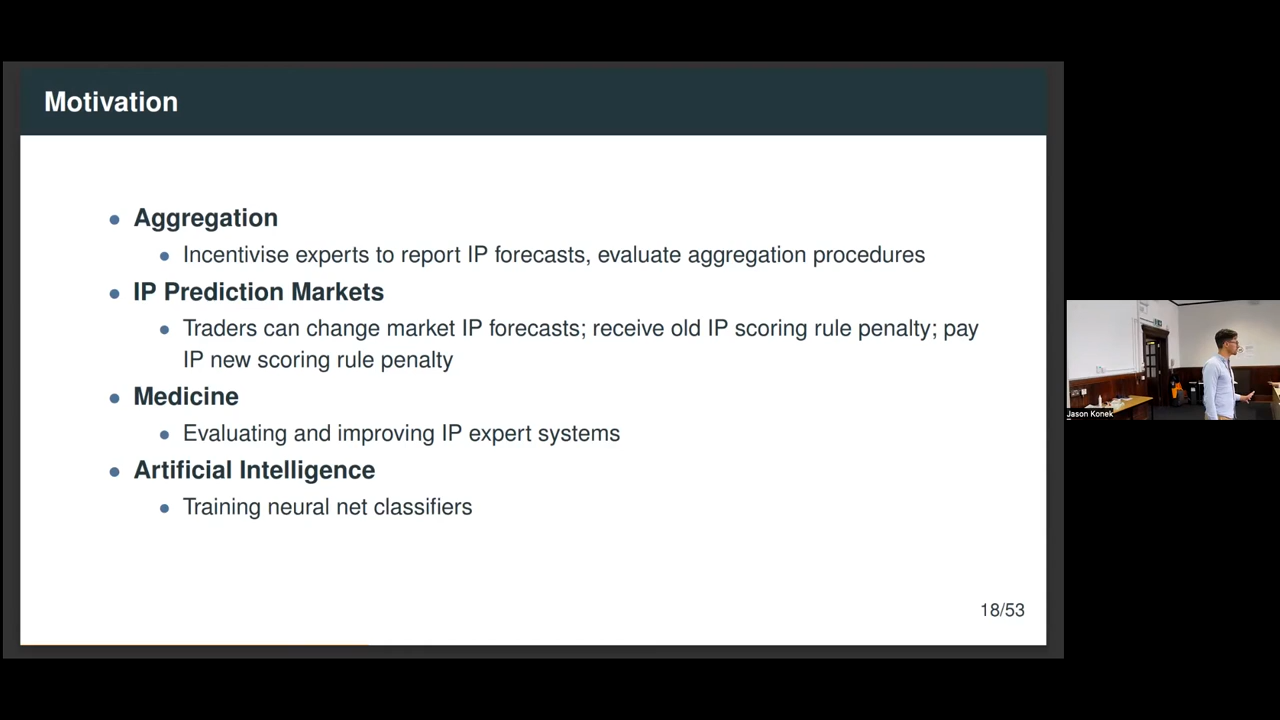 Motivation
• Aggregation
• Incentivise experts to report IP forecasts, evaluate aggregation procedures
• IP Prediction Markets
• Traders can change market IP forecasts; receive old IP scoring rule penalty; pay
IP new scoring rule penalty
• Medicine
• Evaluating and improving IP expert systems
• Artificial Intelligence
• Training neural net classifiers
18/53
Jason Konek